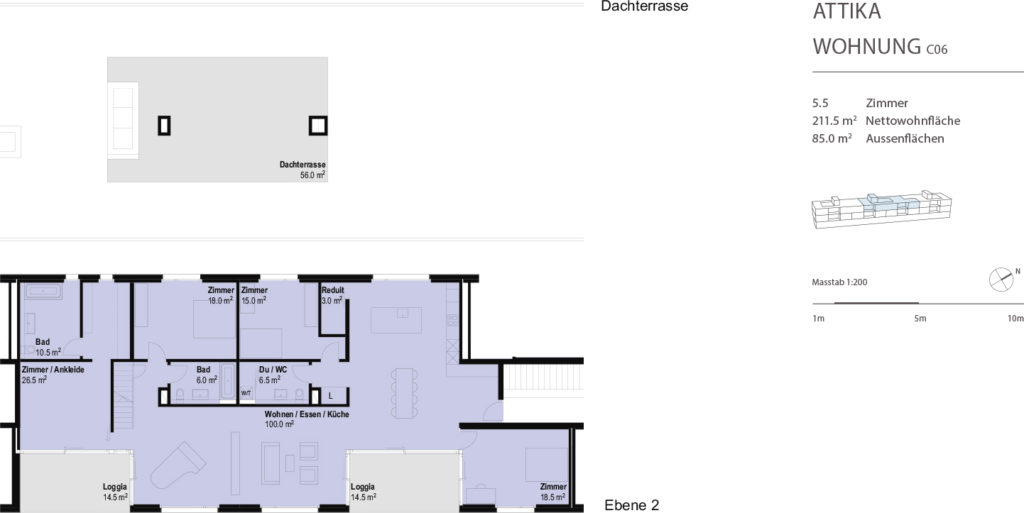 Dachterrasse
ATTIKA
WOHNUNG C06
5.5 Zimmer
211.5 m² Nettowohnfläche
85.0 m² Aussenflächen
Dachterrasse
56.0 m²
N
Masstab 1:200
1m 5m 10m
Zimmer
18.0 m²
Zimmer
15.0 m²
Reduit
3.0 m²
Bad
10.5 m²
Zimmer / Ankleide
26.5 m²
Bad
6.0 m²
Du / WC
6.5 m²
W/T
L
Wohnen / Essen / Küche
100.0 m²
Loggia
14.5 m²
Loggia
14.5 m²
Zimmer
18.5 m²
Ebene 2